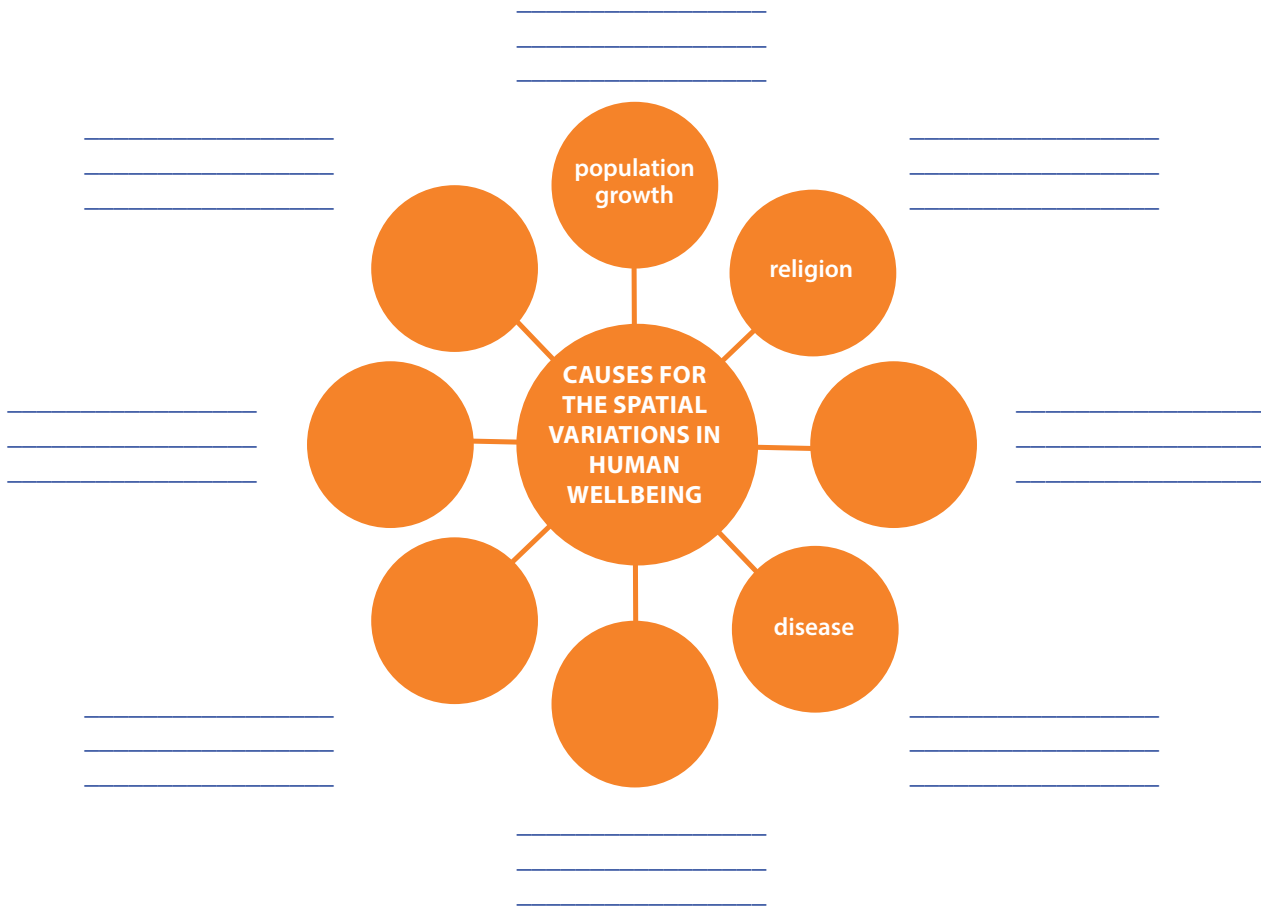 population
growth
religion
CAUSES FOR
THE SPATIAL
VARIATIONS IN
HUMAN
WELLBEING
disease